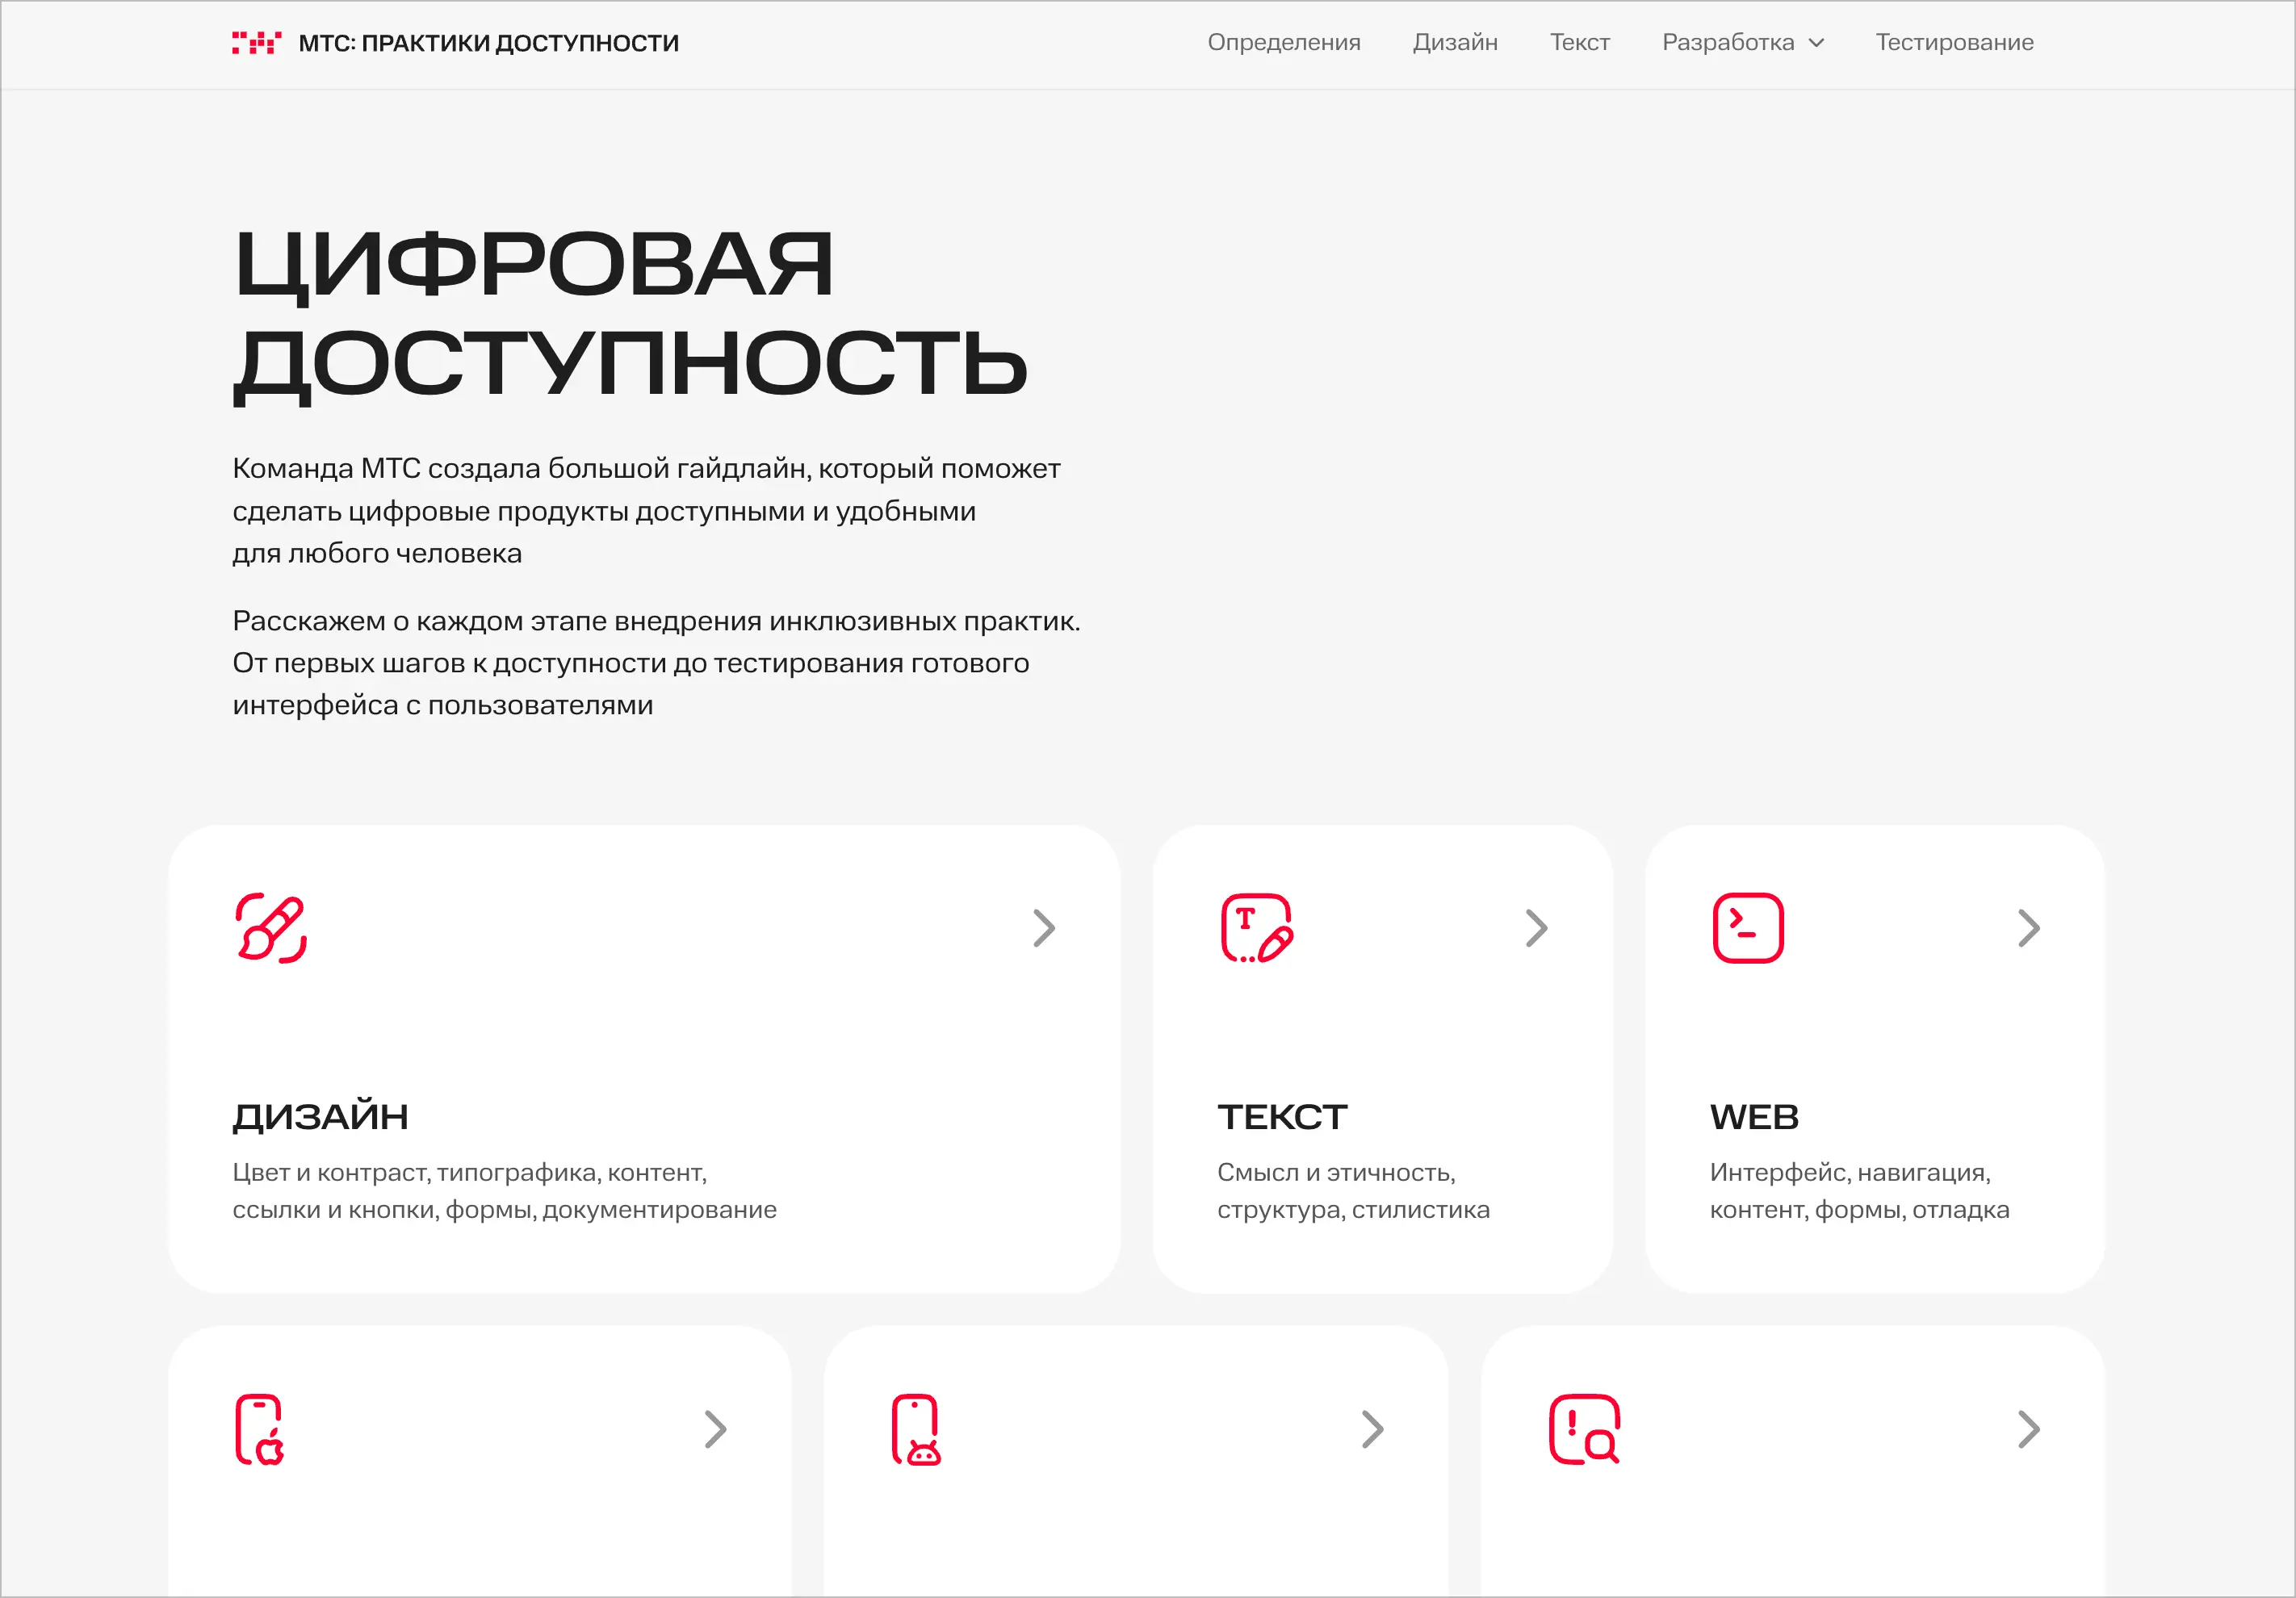 МТС: ПРАКТИКИ ДОСТУПНОСТИ
Определения
Дизайн
Текст
Разработка
Тестирование
ЦИФРОВАЯ
ДОСТУПНОСТЬ
Команда МТС создала большой гайдлайн, который поможет
сделать цифровые продукты доступными и удобными
для любого человека
Расскажем о каждом этапе внедрения инклюзивных практик.
От первых шагов к доступности до тестирования готового
интерфейса с пользователями
ДИЗАЙН
Цвет и контраст, типографика, контент,
ссылки и кнопки, формы, документирование
ТЕКСТ
Смысл и этичность,
структура, стилистика
WEB
Интерфейс, навигация,
контент, формы, отладка